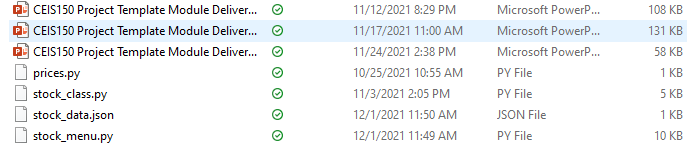 CEIS150 Project Template Module Deliver... 11/12/2021 8:29 PM Microsoft PowerP... 108 KB
CEIS150 Project Template Module Deliver... 11/17/2021 11:00 AM Microsoft PowerP... 131 KB
CEIS150 Project Template Module Deliver... 11/24/2021 2:38 PM Microsoft PowerP... 58 KB
prices.py 10/25/2021 10:55 AM PY File 1 KB
stock_class.py 11/3/2021 2:05 PM PY File 5 KB
stock_data.json 12/1/2021 11:50 AM JSON File 1 KB
stock_menu.py 12/1/2021 11:49 AM PY File 10 KB